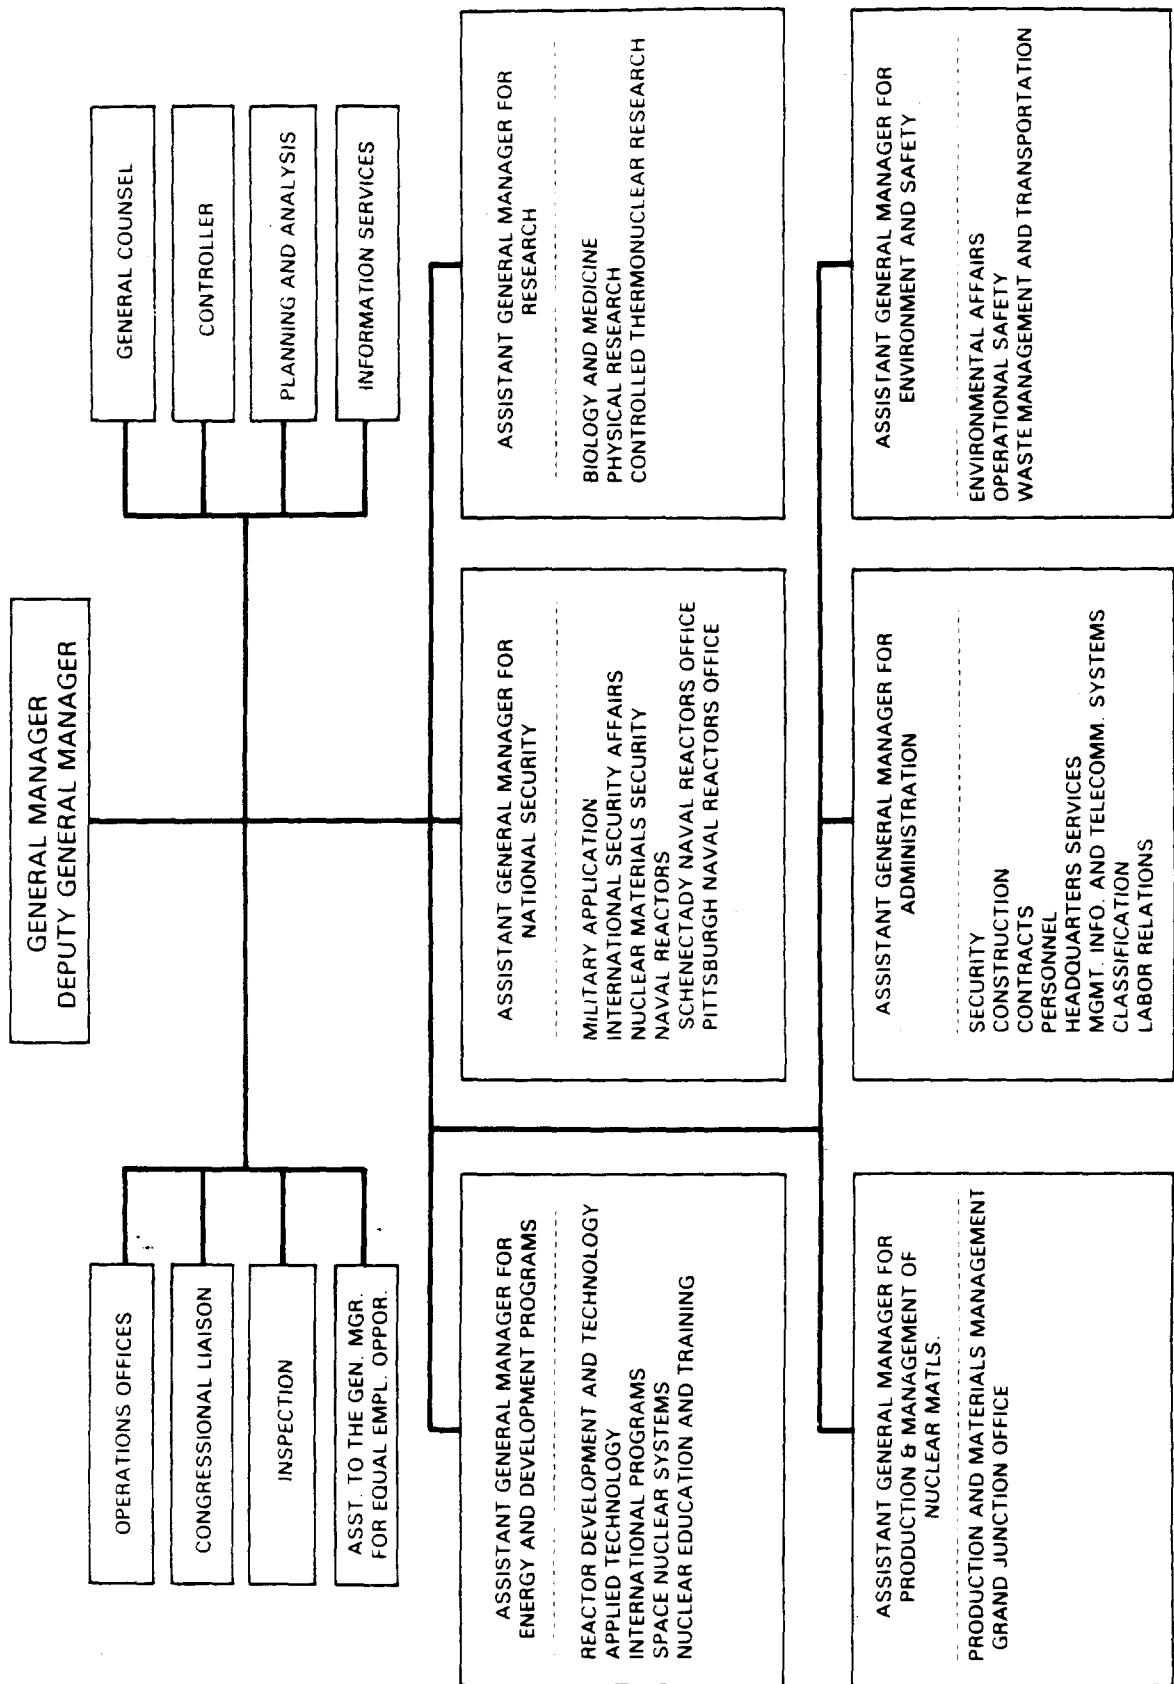 GENERAL MANAGER
DEPUTY GENERAL MANAGER
OPERATIONS OFFICES
CONGRESSIONAL LIAISON
INSPECTION
ASST. TO THE GEN. MGR.
FOR EQUAL EMPL. OPPOR.
GENERAL COUNSEL
CONTROLLER
PLANNING AND ANALYSIS
INFORMATION SERVICES
ASSISTANT GENERAL MANAGER FOR
ENERGY AND DEVELOPMENT PROGRAMS
REACTOR DEVELOPMENT AND TECHNOLOGY
APPLIED TECHNOLOGY
INTERNATIONAL PROGRAMS
SPACE NUCLEAR SYSTEMS
NUCLEAR EDUCATION AND TRAINING
ASSISTANT GENERAL MANAGER FOR
NATIONAL SECURITY
MILITARY APPLICATION
INTERNATIONAL SECURITY AFFAIRS
NUCLEAR MATERIALS SECURITY
NAVAL REACTORS
SCHENECTADY NAVAL REACTORS OFFICE
PITTSBURGH NAVAL REACTORS OFFICE
ASSISTANT GENERAL MANAGER FOR
RESEARCH
BIOLOGY AND MEDICINE
PHYSICAL RESEARCH
CONTROLLED THERMONUCLEAR RESEARCH
ASSISTANT GENERAL MANAGER FOR
PRODUCTION & MANAGEMENT OF
NUCLEAR MATLS.
PRODUCTION AND MATERIALS MANAGEMENT
GRAND JUNCTION OFFICE
ASSISTANT GENERAL MANAGER FOR
ADMINISTRATION
SECURITY
CONSTRUCTION
CONTRACTS
PERSONNEL
HEADQUARTERS SERVICES
MGMT. INFO. AND TELECOMM. SYSTEMS
CLASSIFICATION
LABOR RELATIONS
ASSISTANT GENERAL MANAGER FOR
ENVIRONMENT AND SAFETY
ENVIRONMENTAL AFFAIRS
OPERATIONAL SAFETY
WASTE MANAGEMENT AND TRANSPORTATION